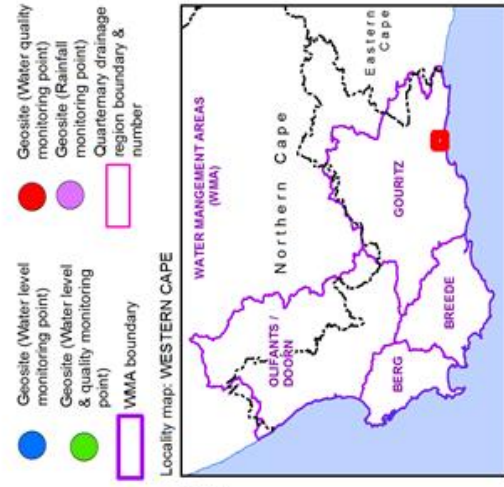 Geosite (Water level
monitoring point)
Geosite (Water level
& quality monitoring
point)
WMA boundary
Geosite (Water quality
monitoring point)
Geosite (Rainfall
monitoring point)
Quarternary drainage
region boundary &
number
Locality map: WESTERN CAPE
WATER MANGEMENT AREAS
(WMA)
Northern Cape
Eastern
Cape
OLIFANTS /
DOORN
GOURITZ
BERG
BREEDE